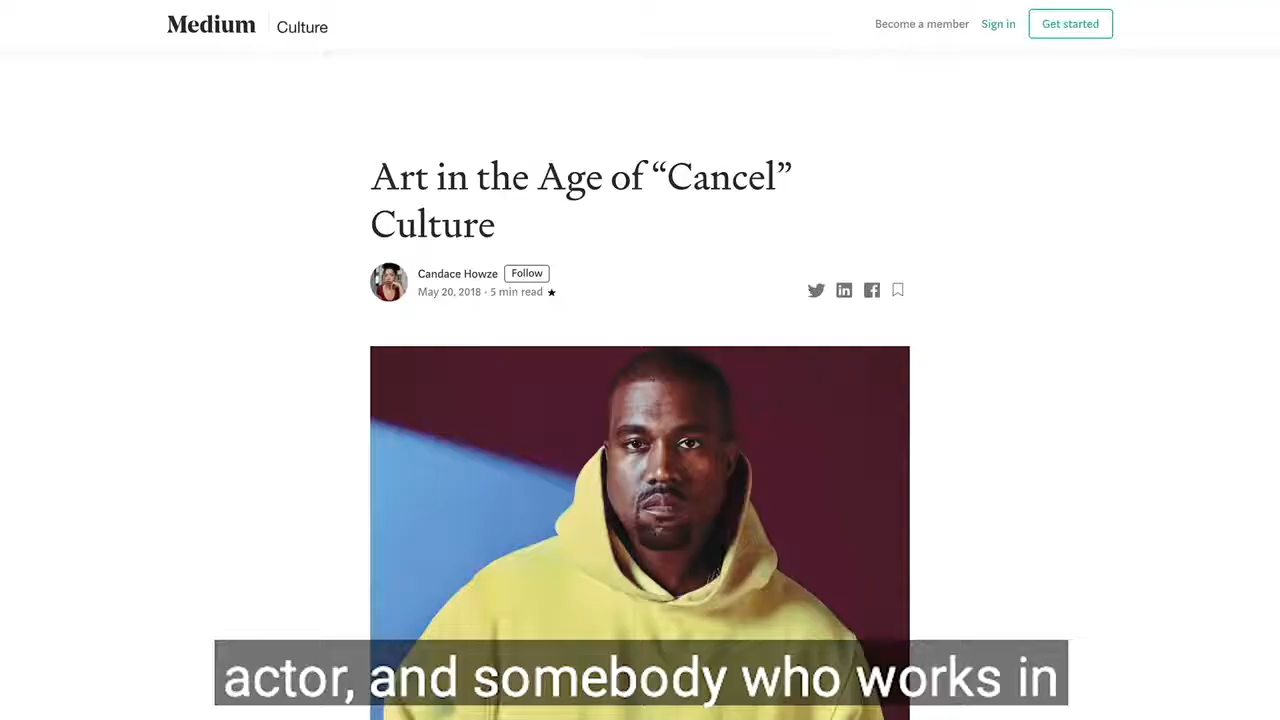 Medium Culture Become a member Sign in Get started
Art in the Age of “Cancel”
Culture
Candace Howze Follow
May 20, 2018 · 5 min read ★
actor, and somebody who works in